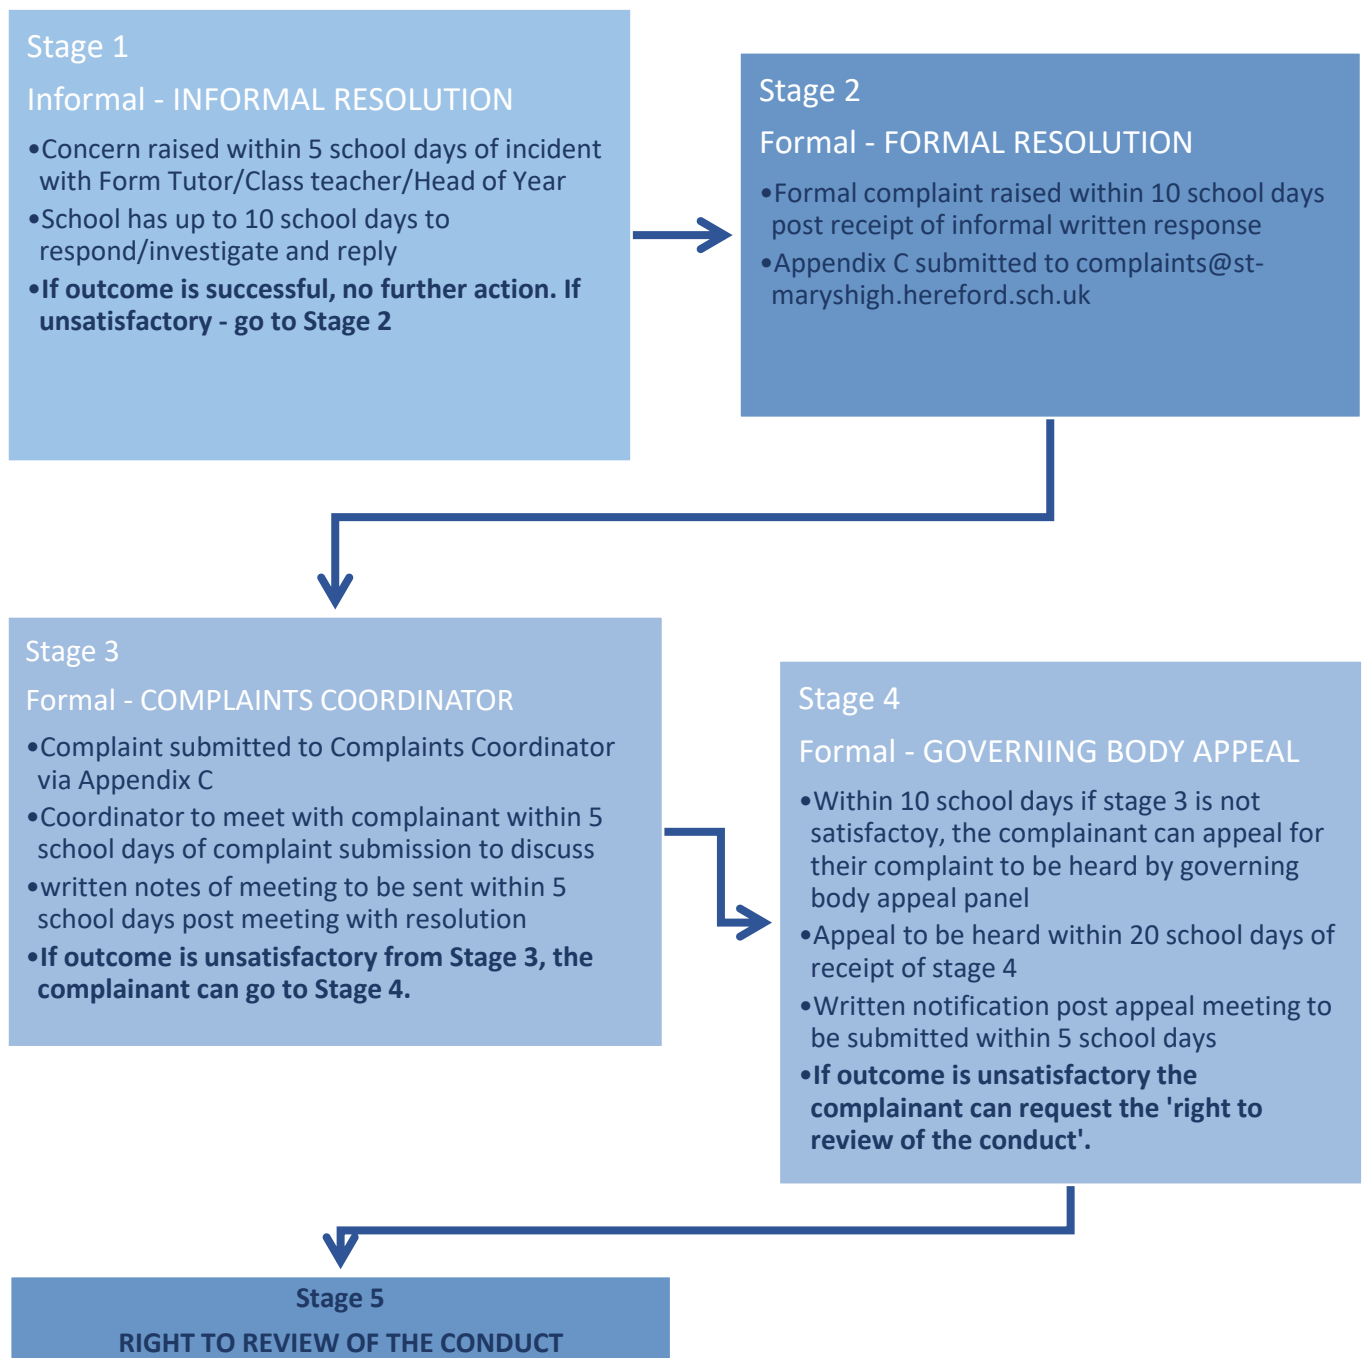 Stage 1
Informal - INFORMAL RESOLUTION
•Concern raised within 5 school days of incident
with Form Tutor/Class teacher/Head of Year
•School has up to 10 school days to
respond/investigate and reply
•If outcome is successful, no further action. If
unsatisfactory - go to Stage 2
Stage 2
Formal - FORMAL RESOLUTION
•Formal complaint raised within 10 school days
post receipt of informal written response
•Appendix C submitted to complaints@st-
maryshigh.hereford.sch.uk
Stage 3
Formal - COMPLAINTS COORDINATOR
•Complaint submitted to Complaints Coordinator
via Appendix C
•Coordinator to meet with complainant within 5
school days of complaint submission to discuss
•written notes of meeting to be sent within 5
school days post meeting with resolution
•If outcome is unsatisfactory from Stage 3, the
complainant can go to Stage 4.
Stage 4
Formal - GOVERNING BODY APPEAL
•Within 10 school days if stage 3 is not
satisfactoy, the complainant can appeal for
their complaint to be heard by governing
body appeal panel
•Appeal to be heard within 20 school days of
receipt of stage 4
•Written notification post appeal meeting to
be submitted within 5 school days
•If outcome is unsatisfactory the
complainant can request the 'right to
review of the conduct'.
Stage 5
RIGHT TO REVIEW OF THE CONDUCT